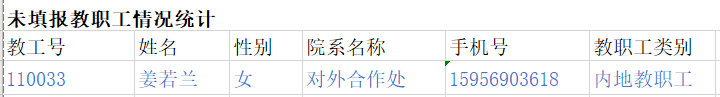 未填报教职工情况统计
教工号 姓名 性别 院系名称 手机号 教职工类别
110033 姜若兰 女 对外合作处 15956903618 内地教职工